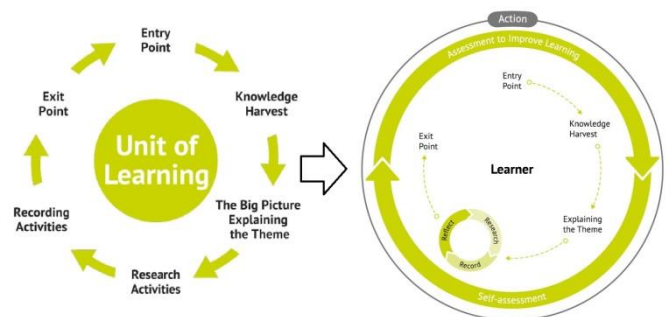 Entry
Point
Knowledge
Harvest
The Big Picture
Explaining
the Theme
Research
Activities
Recording
Activities
Exit
Point
Unit of
Learning
Action
Assessment to Improve Learning
Entry
Point
Knowledge
Harvest
Explaining
the Theme
Research
Record
Reflect
Exit
Point
Learner
Self-assessment